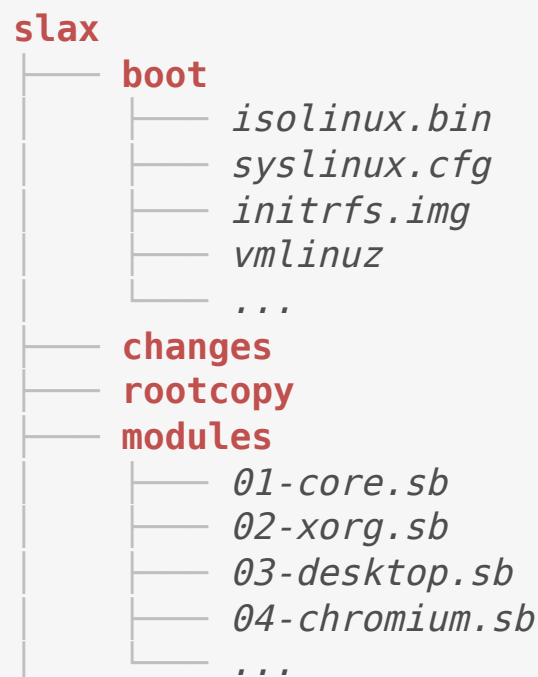 slax
boot
isolinux.bin
syslinux.cfg
initrfs.img
vmlinuz
...
changes
rootcopy
modules
01-core.sb
02-xorg.sb
03-desktop.sb
04-chromium.sb
...